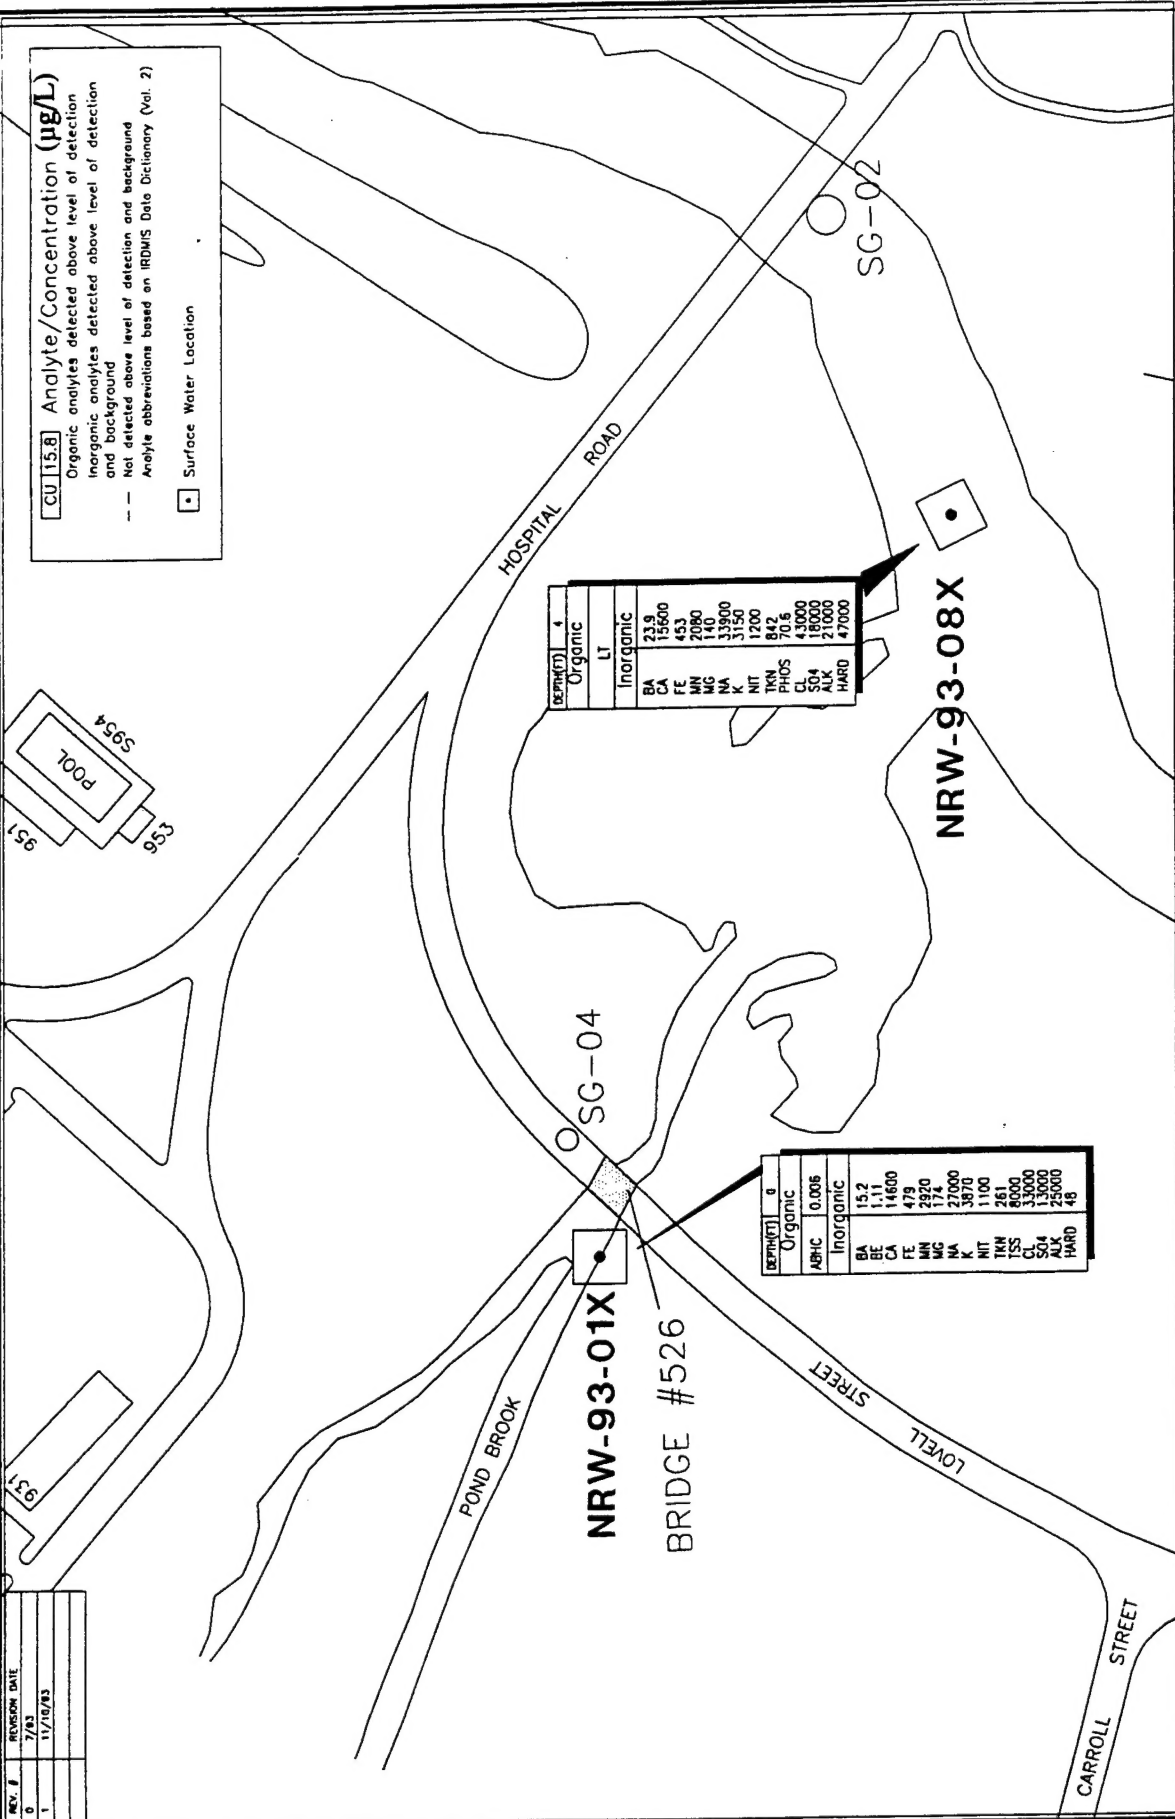 REV. # REVISION DATE
0 7/93
1 11/10/93
931
951
POOL
S954
953
CU 15.8 Analyte/Concentration (µg/L)
Organic analytes detected above level of detection
Inorganic analytes detected above level of detection
and background
-- Not detected above level of detection and background
Analyte abbreviations based on IRDMIS Data Dictionary (Vol. 2)
Surface Water Location
HOSPITAL ROAD
SG-02
DEPTH(FT) 4
Organic
LT
Inorganic
BA 23.9
CA 15600
FE 453
MN 2080
MG 140
NA 33900
K 3150
NIT 1200
TKN 842
PHOS 70.6
CL 43000
SO4 18000
ALK 21000
HARD 47000
NRW-93-08X
POND BROOK
SG-04
NRW-93-01X
BRIDGE #526
DEPTH(FT) 0
Organic
ABHC 0.006
Inorganic
BA 15.2
BE 1.11
CA 14600
FE 479
MN 2920
MG 174
NA 27000
K 3870
NIT 1100
TKN 261
TSS 8000
CL 33000
SO4 13000
ALK 25000
HARD 48
LOVELL STREET
CARROLL STREET